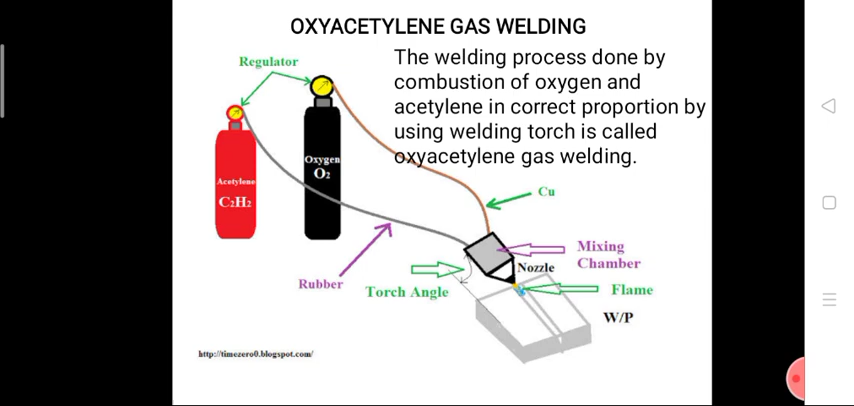 OXYACETYLENE GAS WELDING
The welding process done by
combustion of oxygen and
acetylene in correct proportion by
using welding torch is called
oxyacetylene gas welding.
Regulator
Oxygen
O₂
Acetylene
C₂H₂
Cu
Mixing
Chamber
Nozzle
Rubber
Torch Angle
Flame
W/P
http://timezero0.blogspot.com/